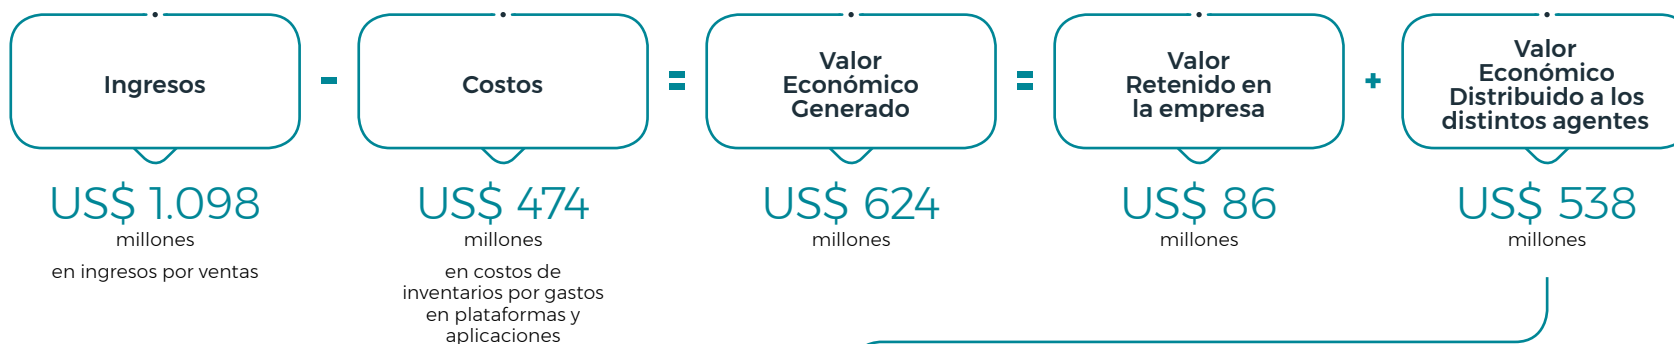 Ingresos
-
Costos
=
Valor
Económico
Generado
=
Valor
Retenido en
la empresa
+
Valor
Económico
Distribuido a los
distintos agentes
US$ 1.098
millones
en ingresos por ventas
US$ 474
millones
en costos de
inventarios por gastos
en plataformas y
aplicaciones
US$ 624
millones
US$ 86
millones
US$ 538
millones